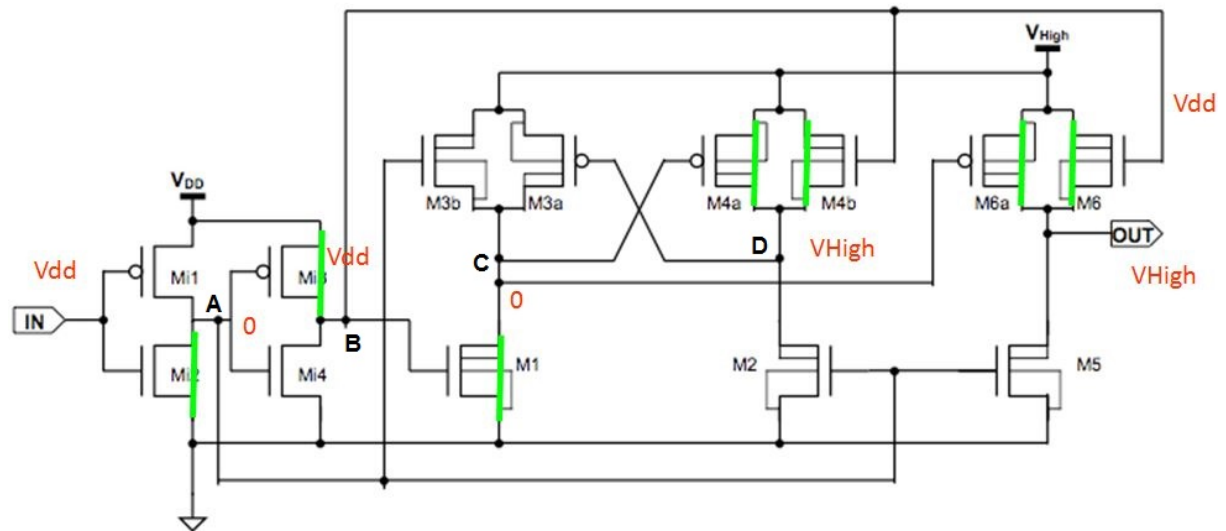 VHigh
Vdd
VDD
M3b
M3a
M4a
M4b
M6a
M6
OUT
Vdd
Mi1
Vdd
Mi3
C
D
VHigh
VHigh
IN
A
0
B
0
Mi2
Mi4
M1
M2
M5